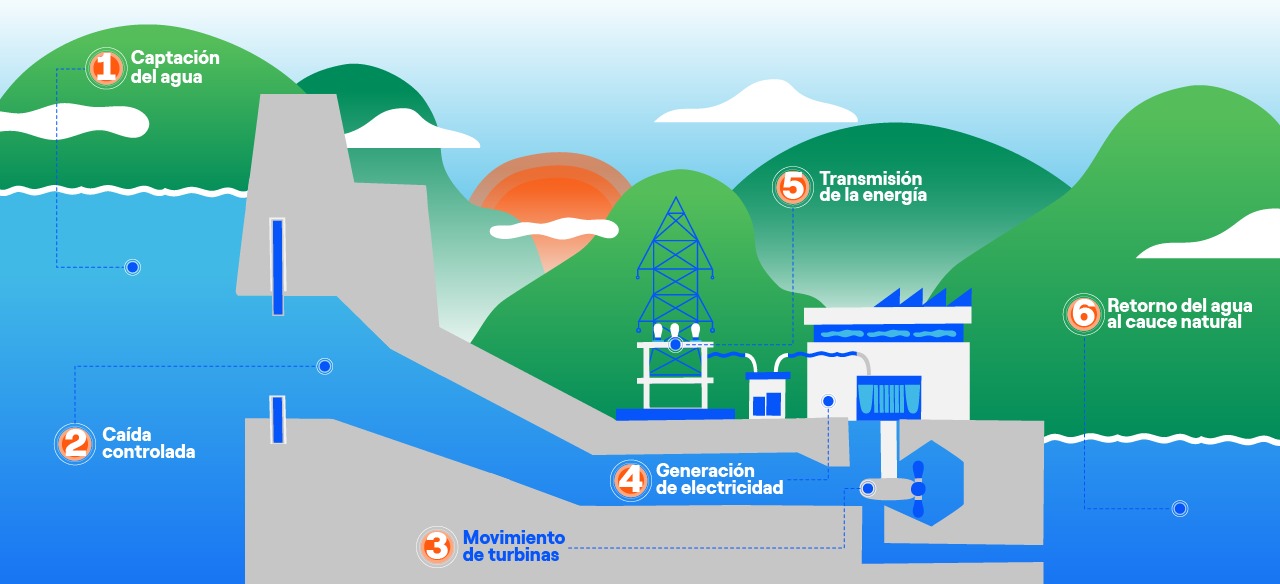 1
Captación
del agua
2
Caída
controlada
3
Movimiento
de turbinas
4
Generación
de electricidad
5
Transmisión
de la energía
6
Retorno del agua
al cauce natural